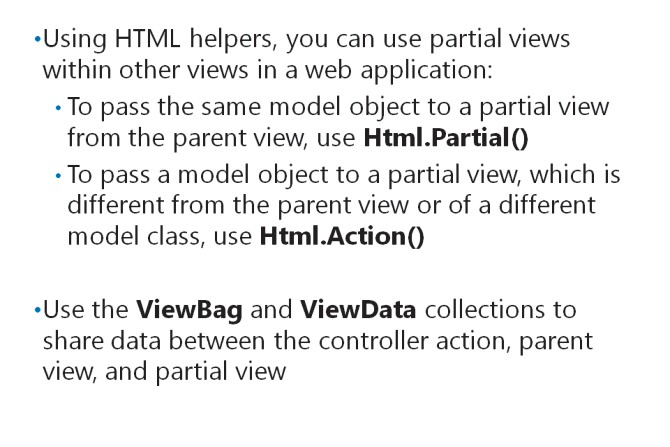 •Using HTML helpers, you can use partial views
within other views in a web application:
• To pass the same model object to a partial view
from the parent view, use Html.Partial()
• To pass a model object to a partial view, which is
different from the parent view or of a different
model class, use Html.Action()
•Use the ViewBag and ViewData collections to
share data between the controller action, parent
view, and partial view